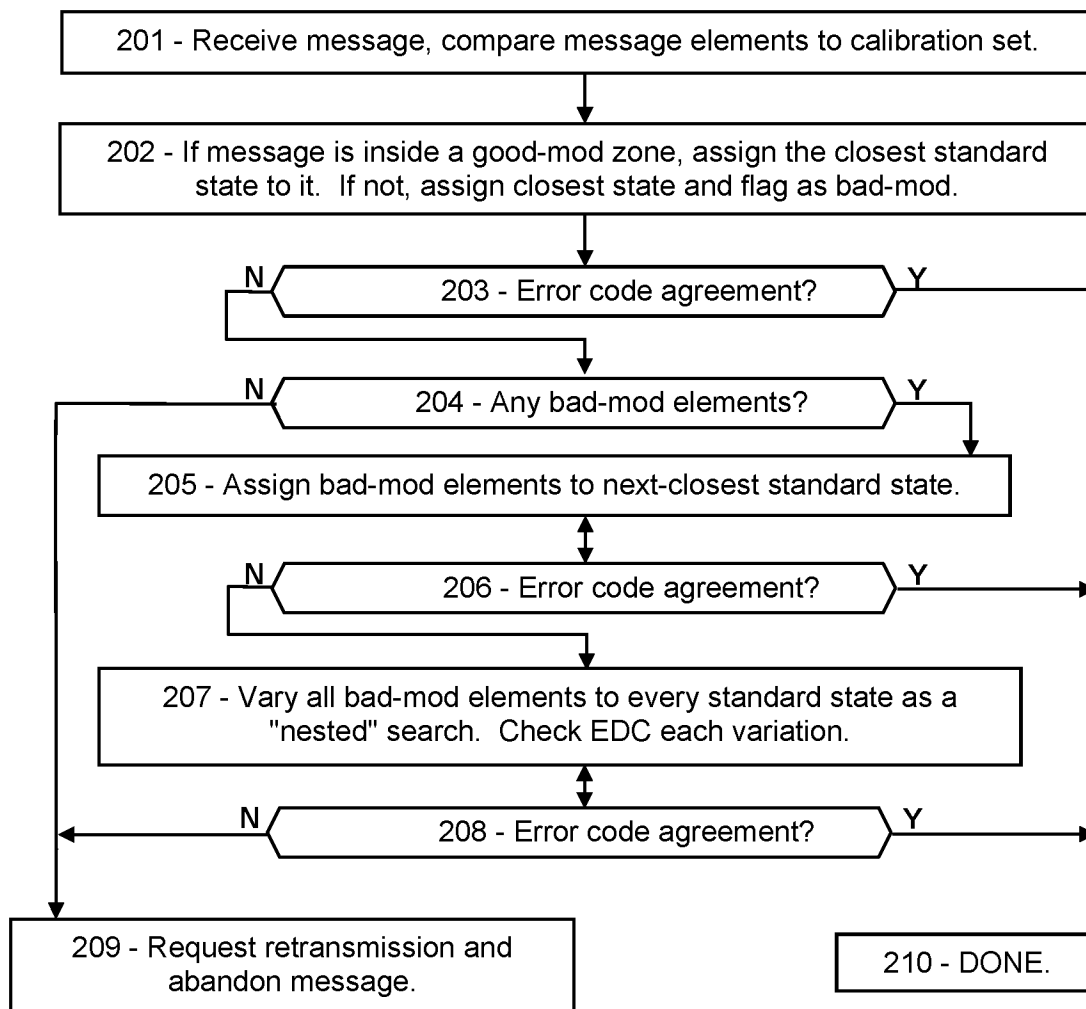 201 - Receive message, compare message elements to calibration set.
202 - If message is inside a good-mod zone, assign the closest standard
state to it.  If not, assign closest state and flag as bad-mod.
N
203 - Error code agreement?
Y
N
204 - Any bad-mod elements?
Y
205 - Assign bad-mod elements to next-closest standard state.
N
206 - Error code agreement?
Y
207 - Vary all bad-mod elements to every standard state as a
"nested" search.  Check EDC each variation.
N
208 - Error code agreement?
Y
209 - Request retransmission and
abandon message.
210 - DONE.